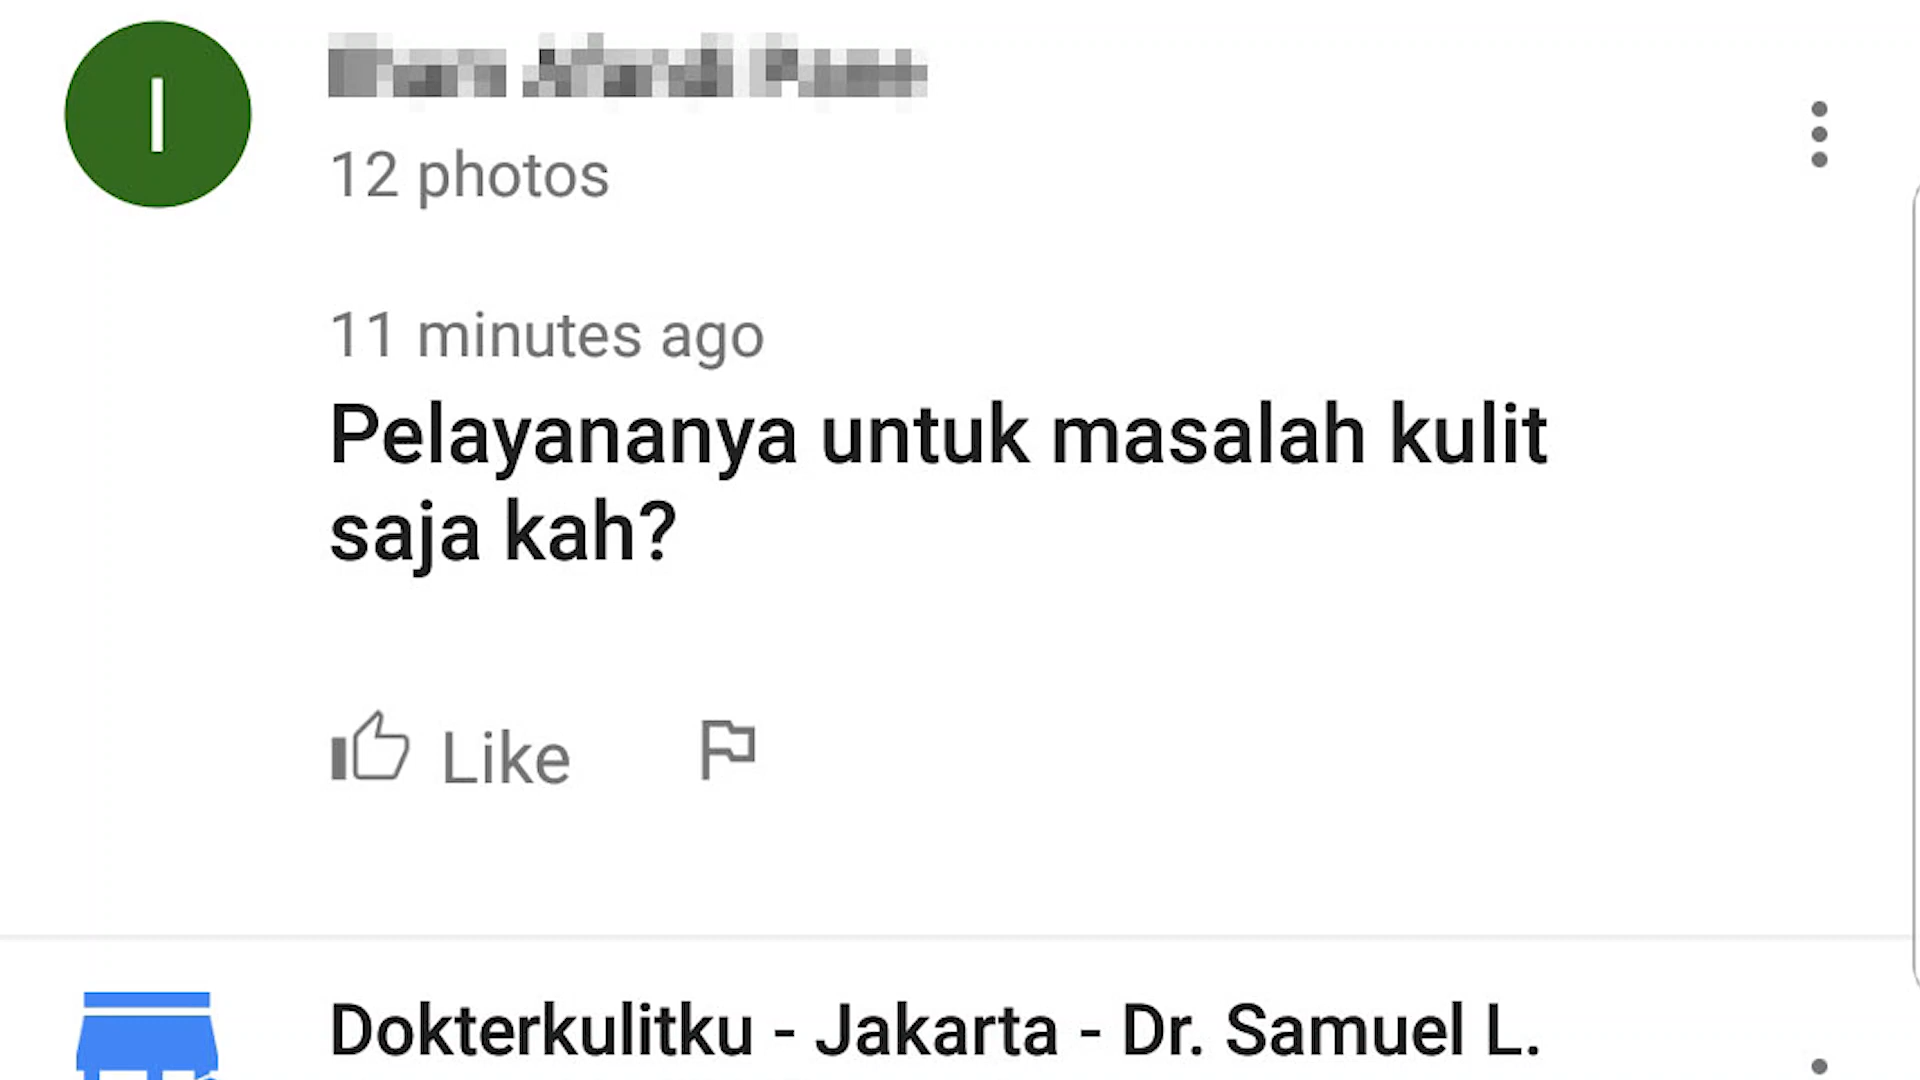 I
12 photos
11 minutes ago
Pelayananya untuk masalah kulit
saja kah?
Like
Dokterkulitku - Jakarta - Dr. Samuel L.